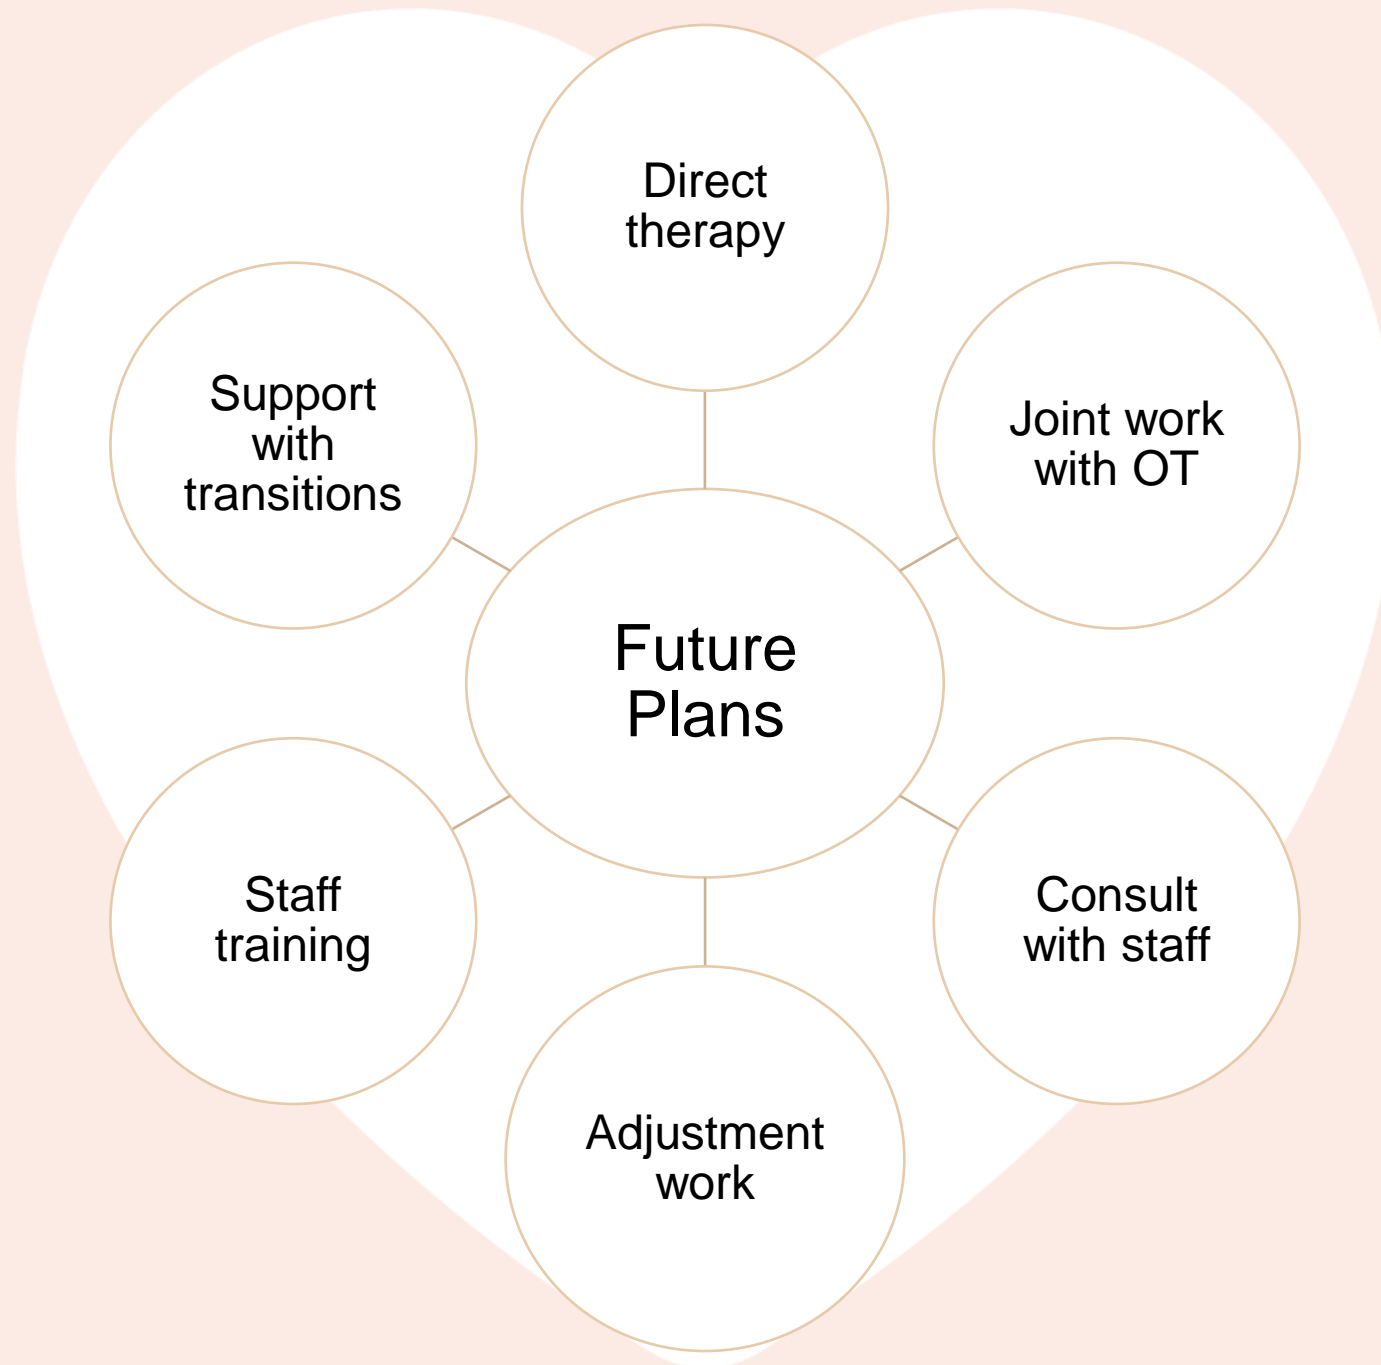 Direct
therapy
Support
with
transitions
Joint work
with OT
Future
Plans
Staff
training
Consult
with staff
Adjustment
work